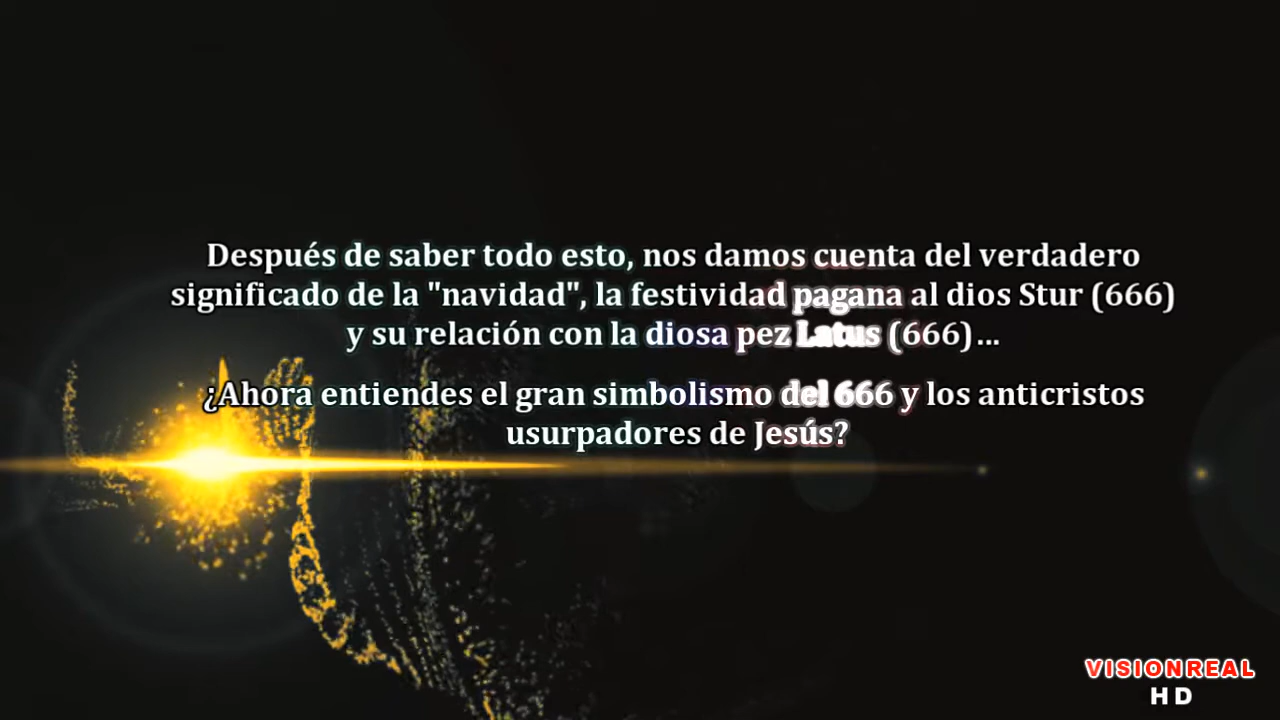 Después de saber todo esto, nos damos cuenta del verdadero
significado de la "navidad", la festividad pagana al dios Stur (666)
y su relación con la diosa pez Latus (666)...
¿Ahora entiendes el gran simbolismo del 666 y los anticristos
usurpadores de Jesús?
VISIONREAL
HD